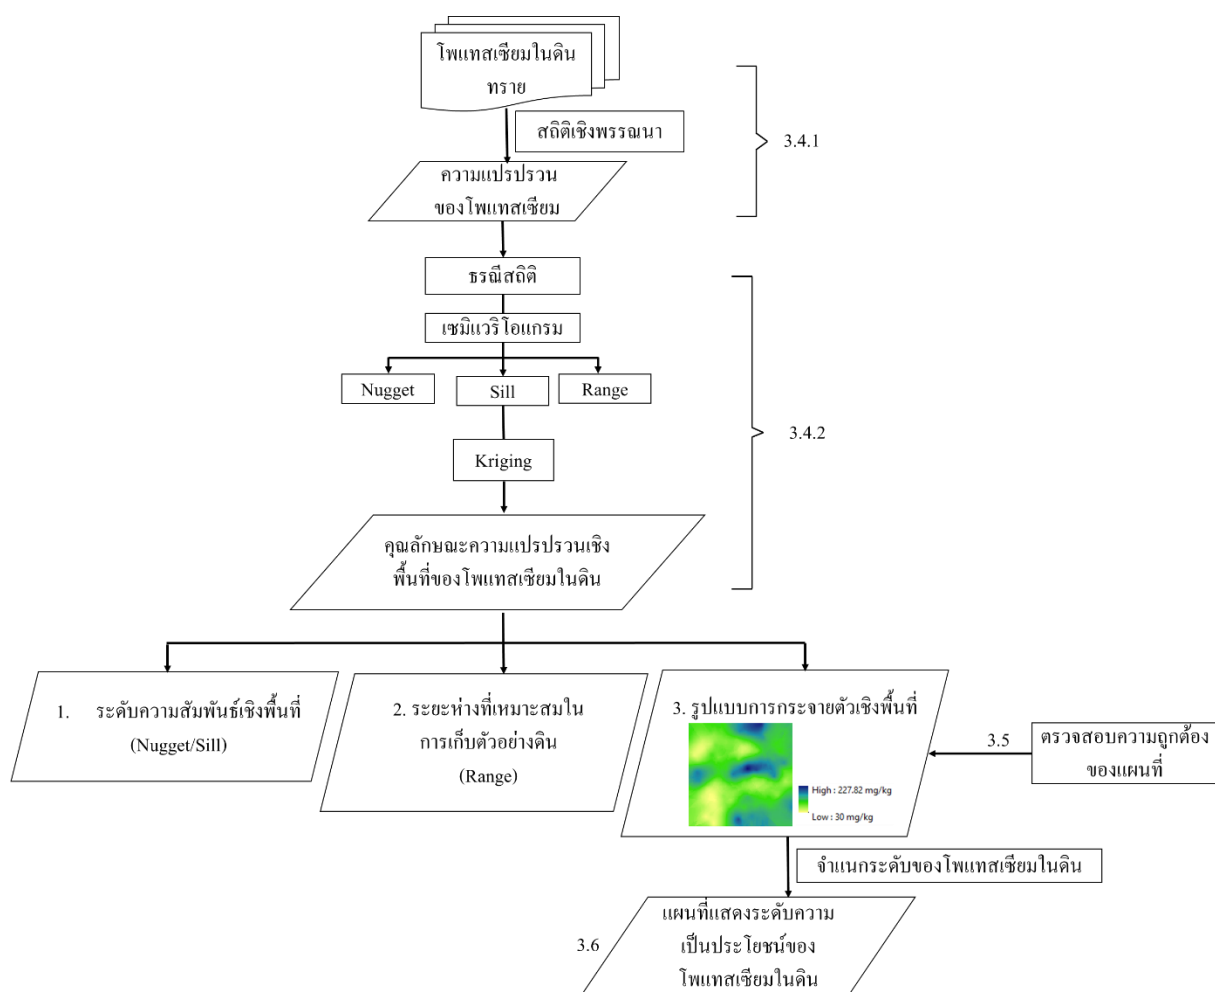 โพแทสเซียมในดิน
ทราย
สถิติเชิงพรรณนา
3.4.1
ความแปรปรวน
ของโพแทสเซียม
ธรณีสถิติ
เซมิแวริโอแกรม
Nugget
Sill
Range
3.4.2
Kriging
คุณลักษณะความแปรปรวนเชิง
พื้นที่ของโพแทสเซียมในดิน
1. ระดับความสัมพันธ์เชิงพื้นที่
(Nugget/Sill)
2. ระยะห่างที่เหมาะสมใน
การเก็บตัวอย่างดิน
(Range)
3. รูปแบบการกระจายตัวเชิงพื้นที่
High : 227.82 mg/kg
Low : 30 mg/kg
3.5
ตรวจสอบความถูกต้อง
ของแผนที่
จำแนกระดับของโพแทสเซียมในดิน
3.6
แผนที่แสดงระดับความ
เป็นประโยชน์ของ
โพแทสเซียมในดิน